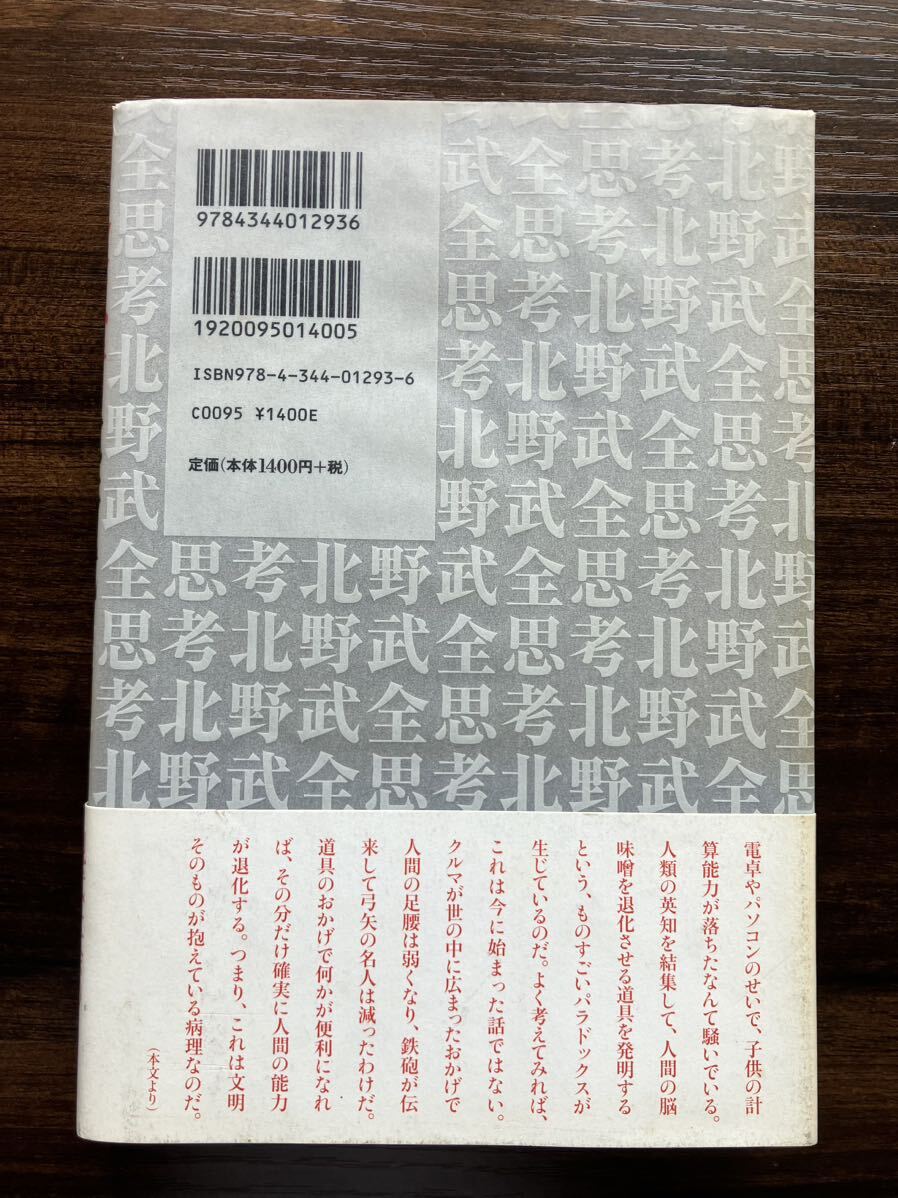 全
思
考
北
野
武
9784344012936
1920095014005
ISBN978-4-344-01293-6
C0095 ¥1400E
定価(本体1400円+税)
武全思考北野
全思考北野武
思考北野武全
考北野武全思
北野武全思考
野武全思考北
全思考北野武全思考北野
思考北野武全思考北野武
考北野武全思考北野武全
北野武全思考北野武全思
電卓やパソコンのせいで、子供の計
算能力が落ちたなんて騒いでいる。
人類の英知を結集して、人間の脳
味噌を退化させる道具を発明する
という、ものすごいパラドックスが
生じているのだ。よく考えてみれば、
これは今に始まった話ではない。
クルマが世の中に広まったおかげで
人間の足腰は弱くなり、鉄砲が伝
来して弓矢の名人は減ったわけだ。
道具のおかげで何かが便利になれ
ば、その分だけ確実に人間の能力
が退化する。つまり、これは文明
そのものが抱えている病理なのだ。
(本文より)